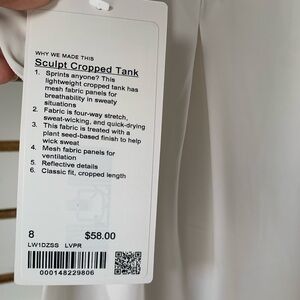 WHY WE MADE THIS
Sculpt Cropped Tank
1. Sprints anyone? This
lightweight cropped tank has
mesh fabric panels for
breathability in sweaty
situations
2. Fabric is four-way stretch,
sweat-wicking, and quick-drying
3. This fabric is treated with a
plant seed-based finish to help
wick sweat
4. Mesh fabric panels for
ventilation
5. Reflective details
6. Classic fit, cropped length
8 $58.00
LW1DZSS LVPR
000148229806